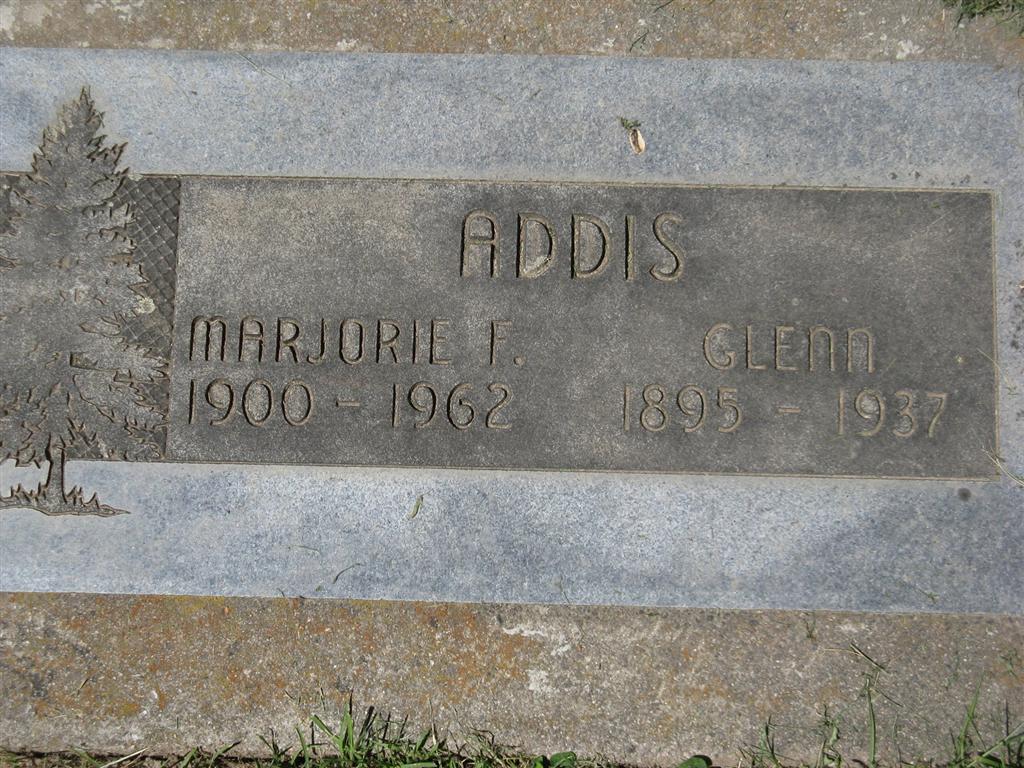 ADDIS
MARJORIE F. GLENN
1900 - 1962 1895 - 1937